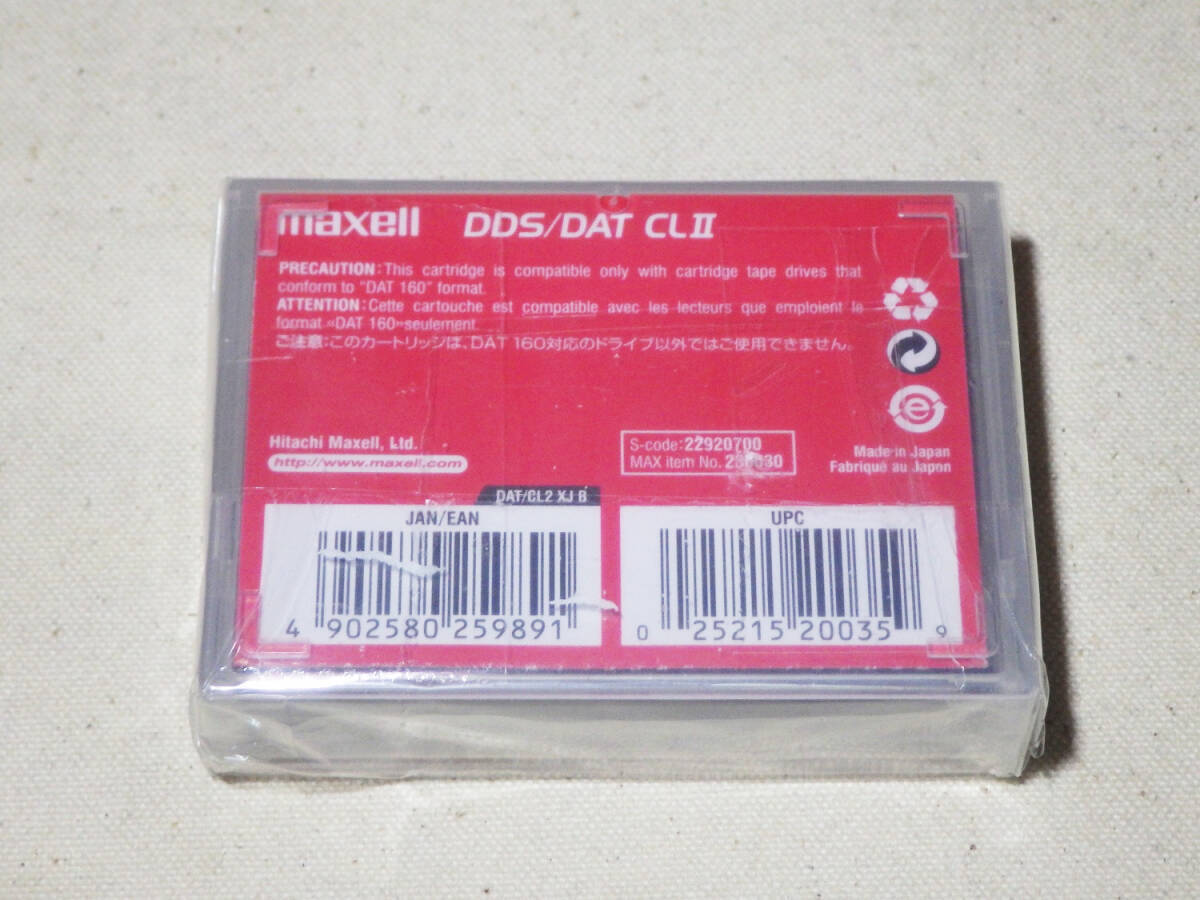 maxell DDS/DAT CL II
PRECAUTION: This cartridge is compatible only with cartridge tape drives that
conform to "DAT 160" format.
ATTENTION: Cette cartouche est compatible avec les lecteurs que emploient le
format «DAT 160» seulement.
ご注意:このカートリッジは、DAT 160対応のドライブ以外ではご使用できません。
Hitachi Maxell, Ltd.
http://www.maxell.com
S-code: 22920700
MAX item No.
Made in Japan
Fabriqué au Japon
DAT/CL2 XJ B
JAN/EAN
4 902580 259891
UPC
0 25215 20035 9